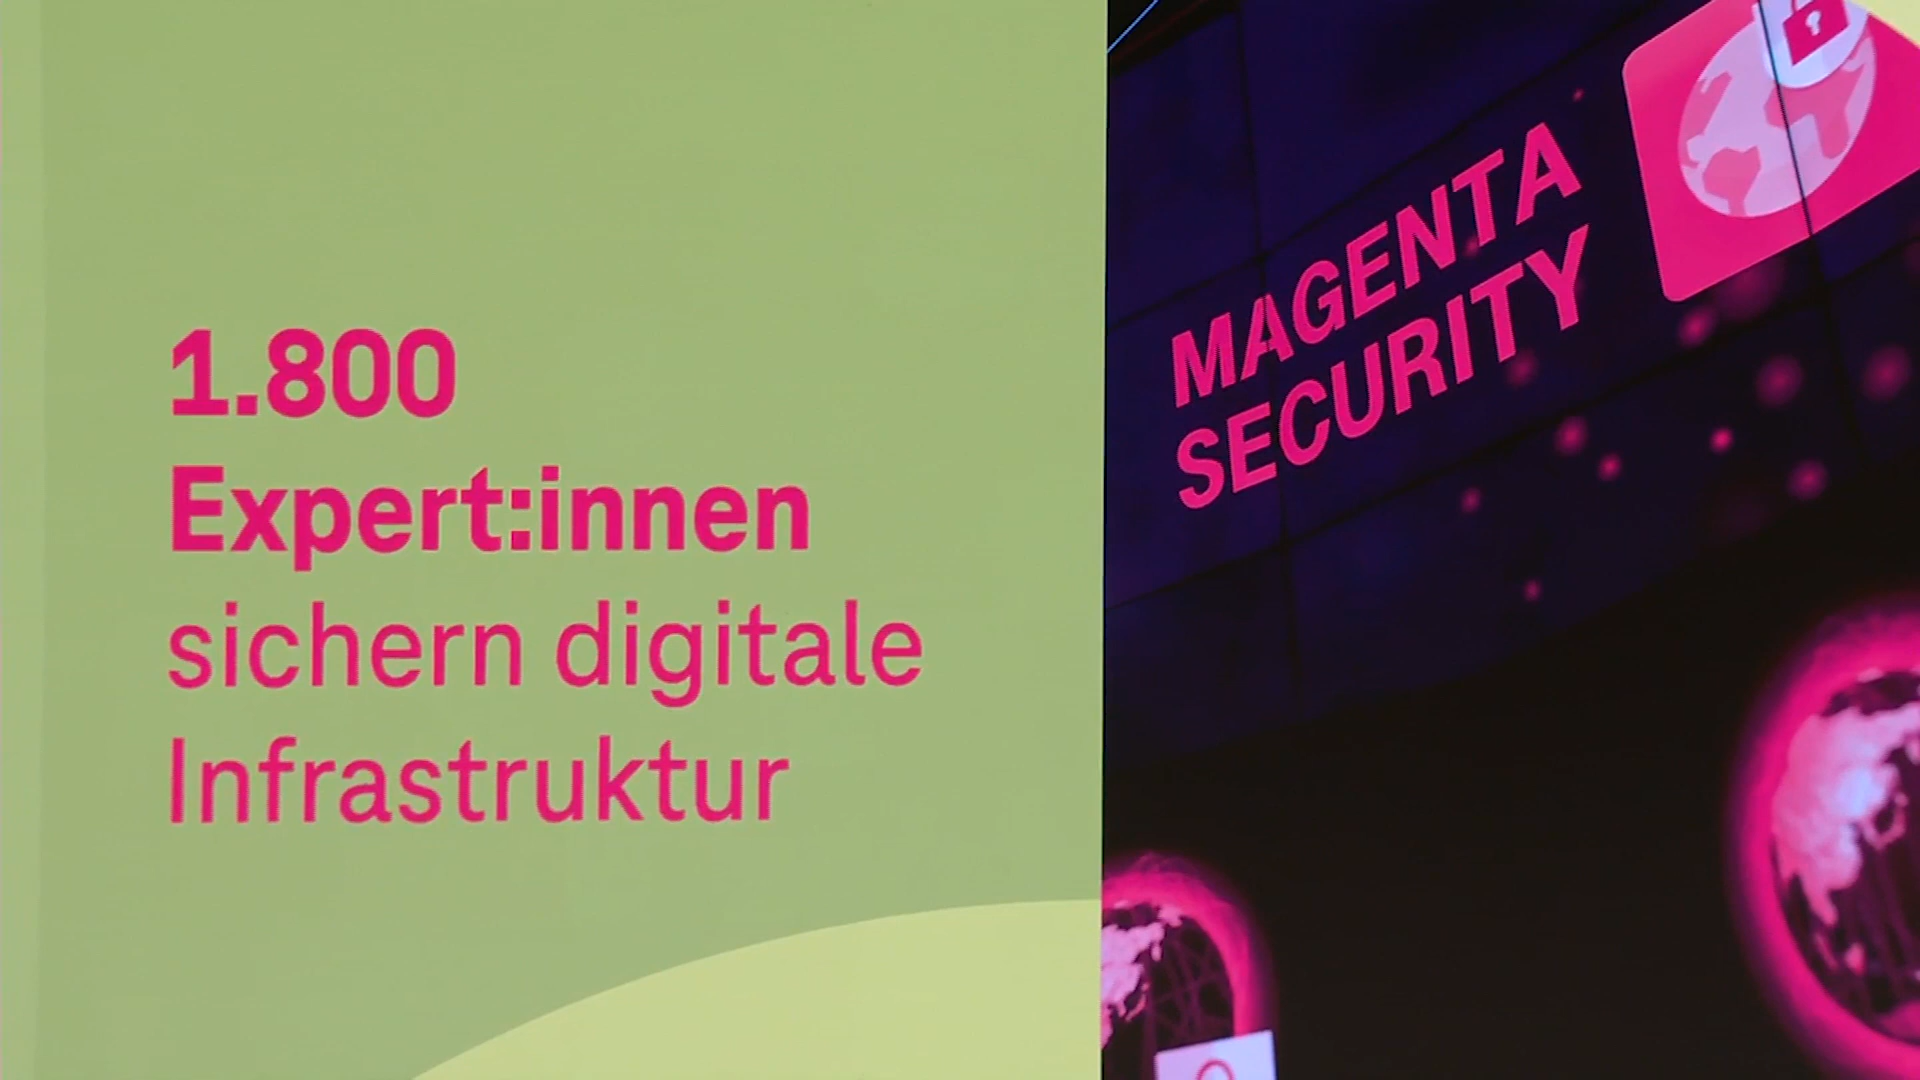 1.800
Expert:innen
sichern digitale
Infrastruktur
MAGENTA
SECURITY